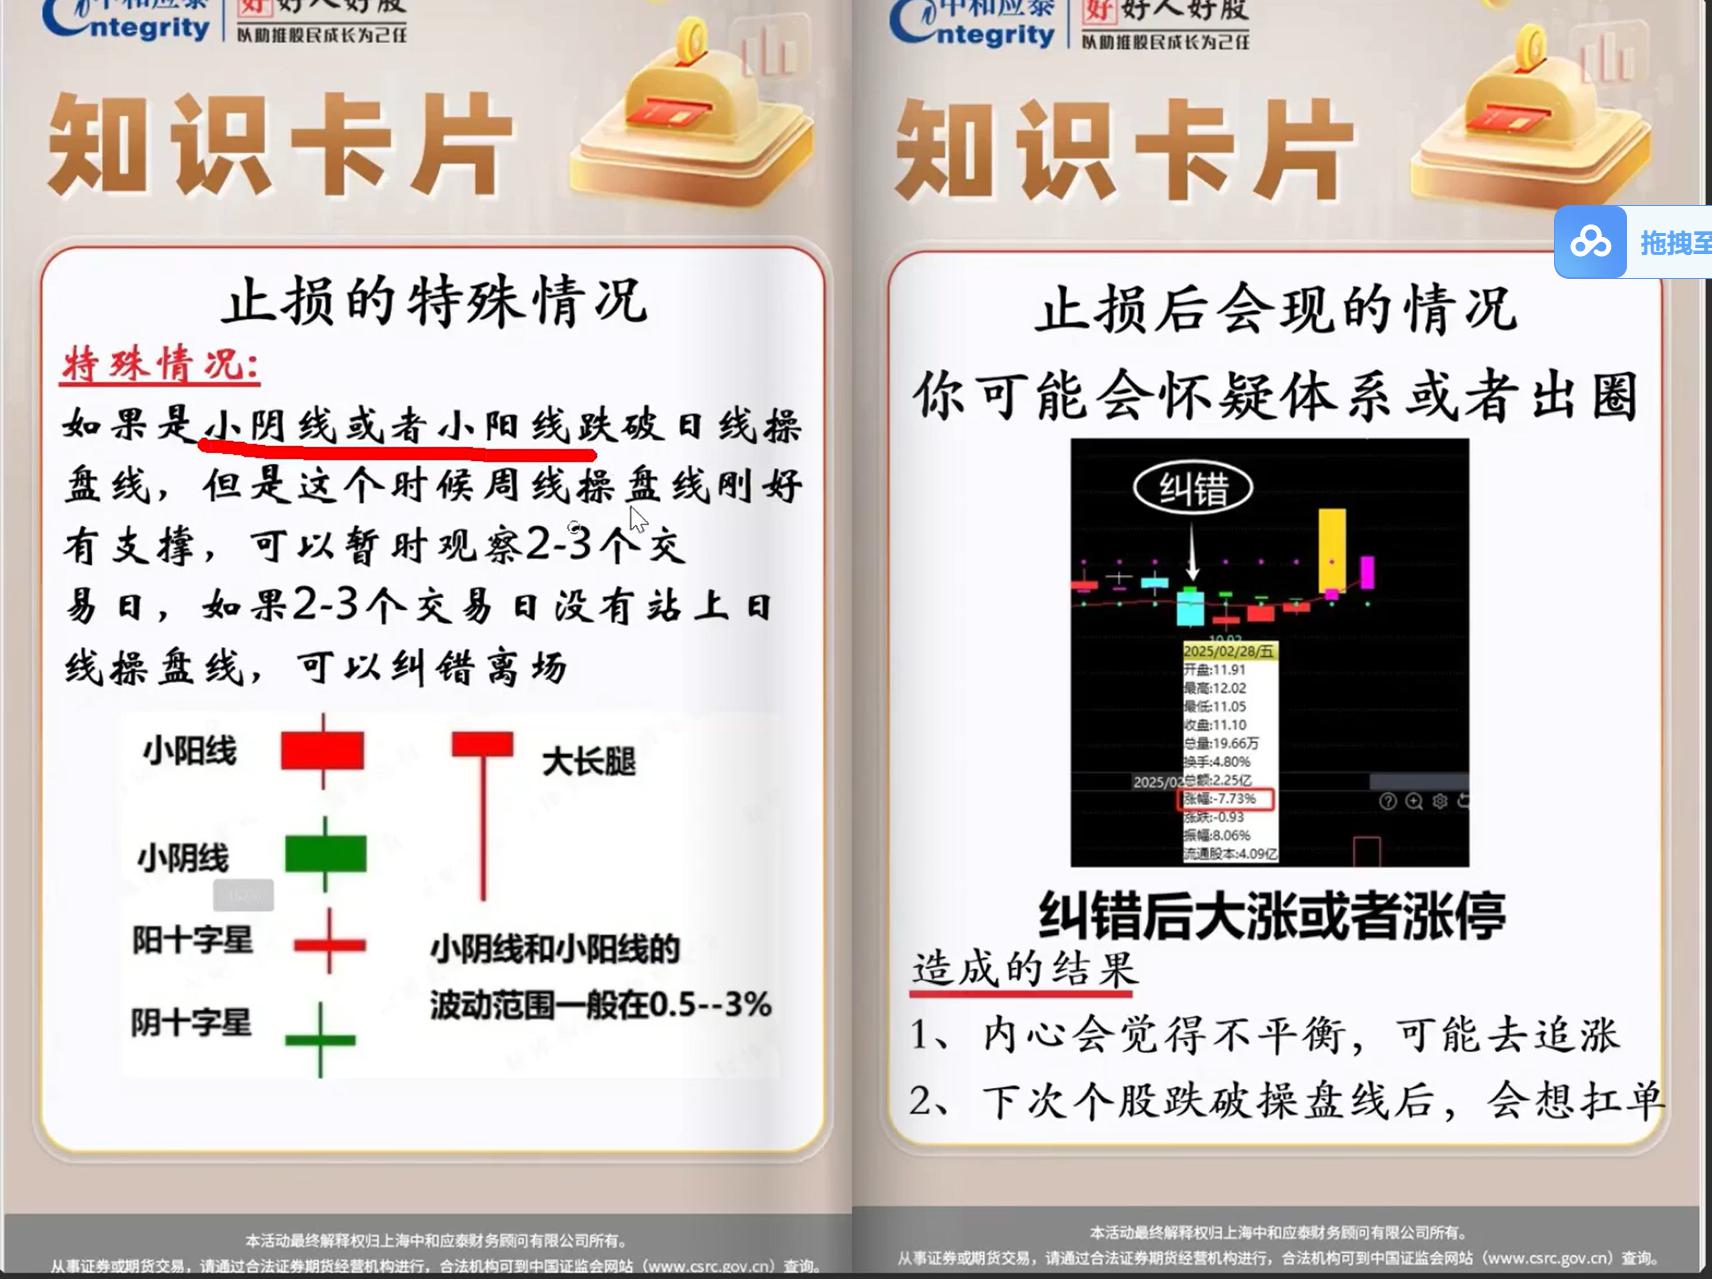 中和应泰
ntegrity
好 好人好股
以助推股民成长为己任
知识卡片
止损的特殊情况
特殊情况:
如果是小阴线或者小阳线跌破日线操
盘线，但是这个时候周线操盘线刚好
有支撑，可以暂时观察2-3个交
易日，如果2-3个交易日没有站上日
线操盘线，可以纠错离场
小阳线
大长腿
小阴线
阳十字星
小阴线和小阳线的
波动范围一般在0.5--3%
阴十字星
本活动最终解释权归上海中和应泰财务顾问有限公司所有。
从事证券或期货交易，请通过合法证券期货经营机构进行，合法机构可到中国证监会网站（www.csrc.gov.cn）查询。
中和应泰
ntegrity
好 好人好股
以助推股民成长为己任
知识卡片
拖拽至
止损后会现的情况
你可能会怀疑体系或者出圈
纠错
10.92
2025/02/28/五
开盘:11.91
最高:12.02
最低:11.05
收盘:11.10
总量:19.66万
换手:4.80%
2025/02
总额:2.25亿
涨幅:-7.73%
涨跌:-0.93
振幅:8.06%
流通股本:4.09亿
纠错后大涨或者涨停
造成的结果
1、内心会觉得不平衡，可能去追涨
2、下次个股跌破操盘线后，会想扛单
本活动最终解释权归上海中和应泰财务顾问有限公司所有。
从事证券或期货交易，请通过合法证券期货经营机构进行，合法机构可到中国证监会网站（www.csrc.gov.cn）查询。